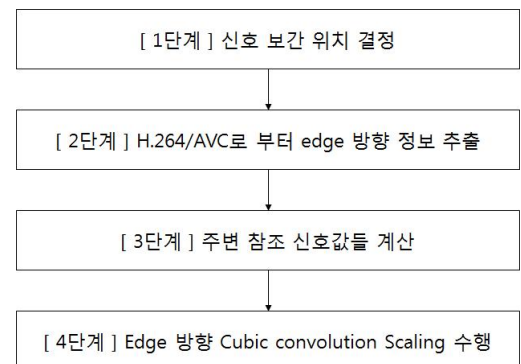 [ 1단계 ] 신호 보간 위치 결정
[ 2단계 ] H.264/AVC로 부터 edge 방향 정보 추출
[ 3단계 ] 주변 참조 신호값들 계산
[ 4단계 ] Edge 방향 Cubic convolution Scaling 수행